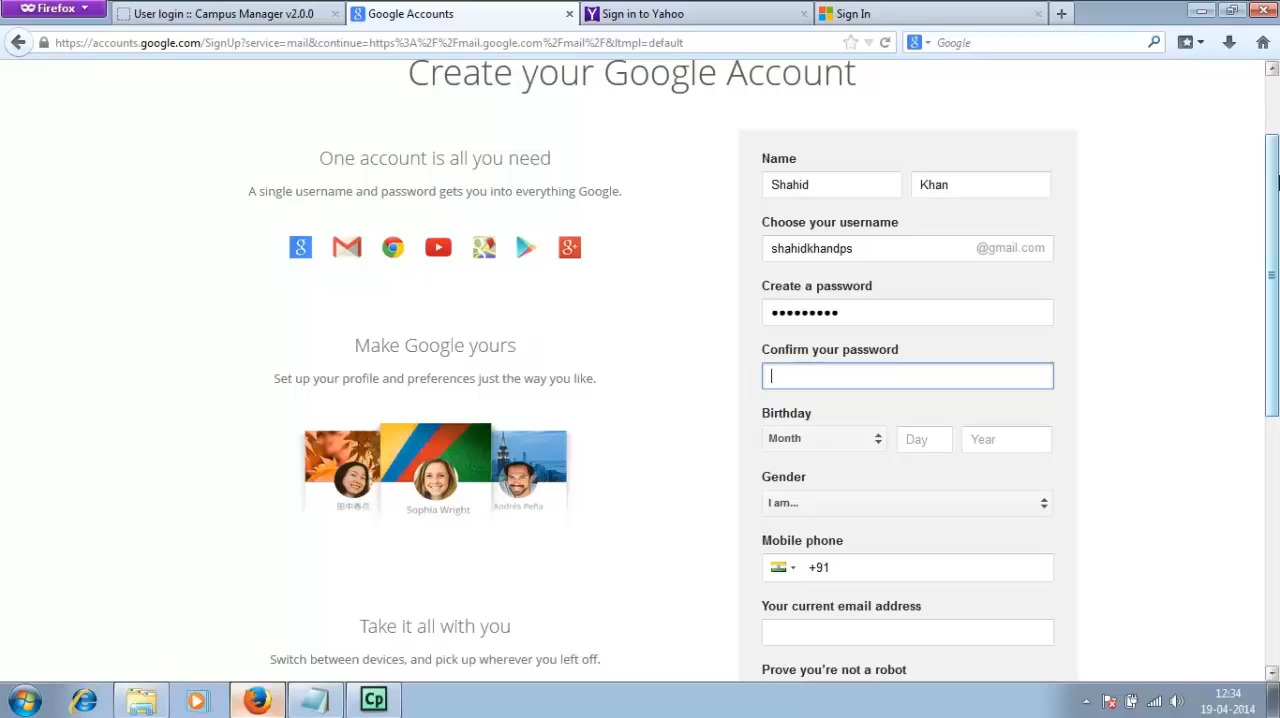 Firefox
User login :: Campus Manager v2.0.0
Google Accounts
Sign in to Yahoo
Sign In
https://accounts.google.com/SignUp?service=mail&continue=https%3A%2F%2Fmail.google.com%2Fmail%2F&ltmpl=default
Google
Create your Google Account
One account is all you need
A single username and password gets you into everything Google.
Make Google yours
Set up your profile and preferences just the way you like.
Sophia Wright
Andrés Peña
Take it all with you
Switch between devices, and pick up wherever you left off.
Name
Shahid
Khan
Choose your username
shahidkhandps
@gmail.com
Create a password
•••••••••
Confirm your password
Birthday
Month
Day
Year
Gender
I am...
Mobile phone
+91
Your current email address
Prove you're not a robot
Cp
12:34
19-04-2014